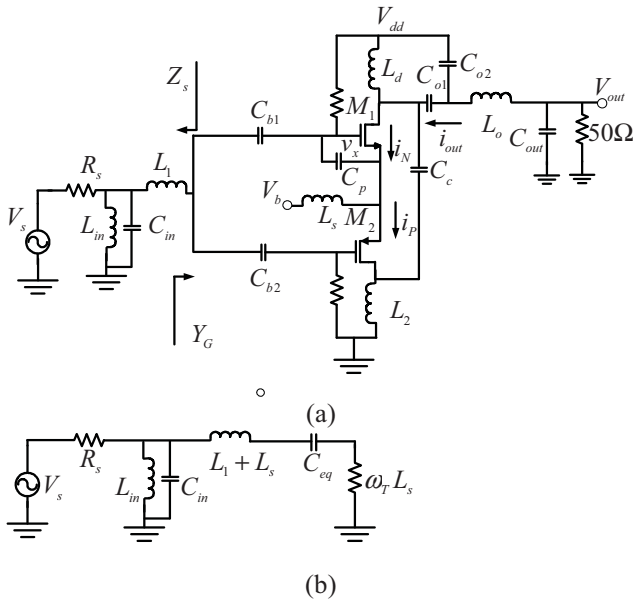 V_dd
Z_s
L_d
C_o1
C_o2
V_out
C_b1
M_1
R_s
L_1
v_x
C_p
i_N
i_out
L_o
C_out
50Ω
V_s
L_in
C_in
V_b
L_s
M_2
i_P
C_c
C_b2
Y_G
L_2
(a)
R_s
L_1 + L_s
C_eq
V_s
L_in
C_in
ω_T L_s
(b)